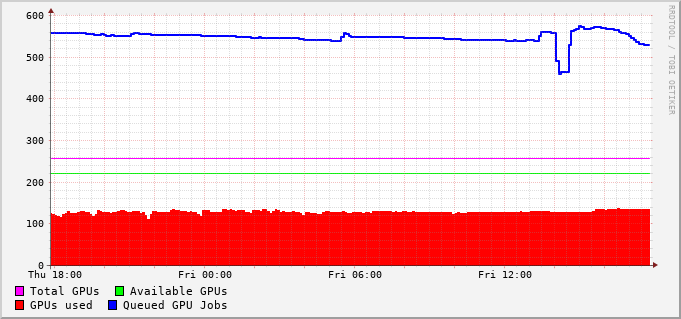 600
500
400
300
200
100
0
Thu 18:00 Fri 00:00 Fri 06:00 Fri 12:00
Total GPUs Available GPUs
GPUs used Queued GPU Jobs
RRDTOOL / TOBI OETIKER